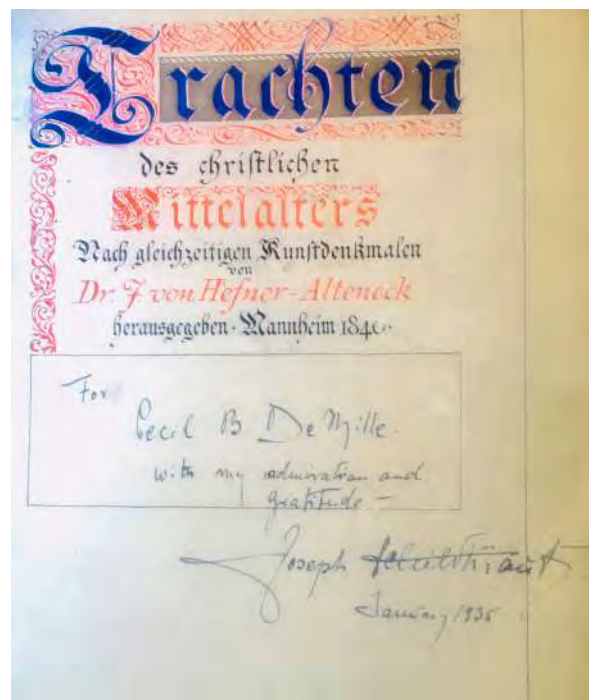 Trachten
des chriſtlichen
Mittelalters
Nach gleichzeitigen Kunſtdenkmalen
von
Dr. J. von Hefner-Alteneck
herausgegeben · Mannheim
For
Cecil B. De Mille.
with my admiration and
gratitude –
Joseph Schildkraut
January 1935